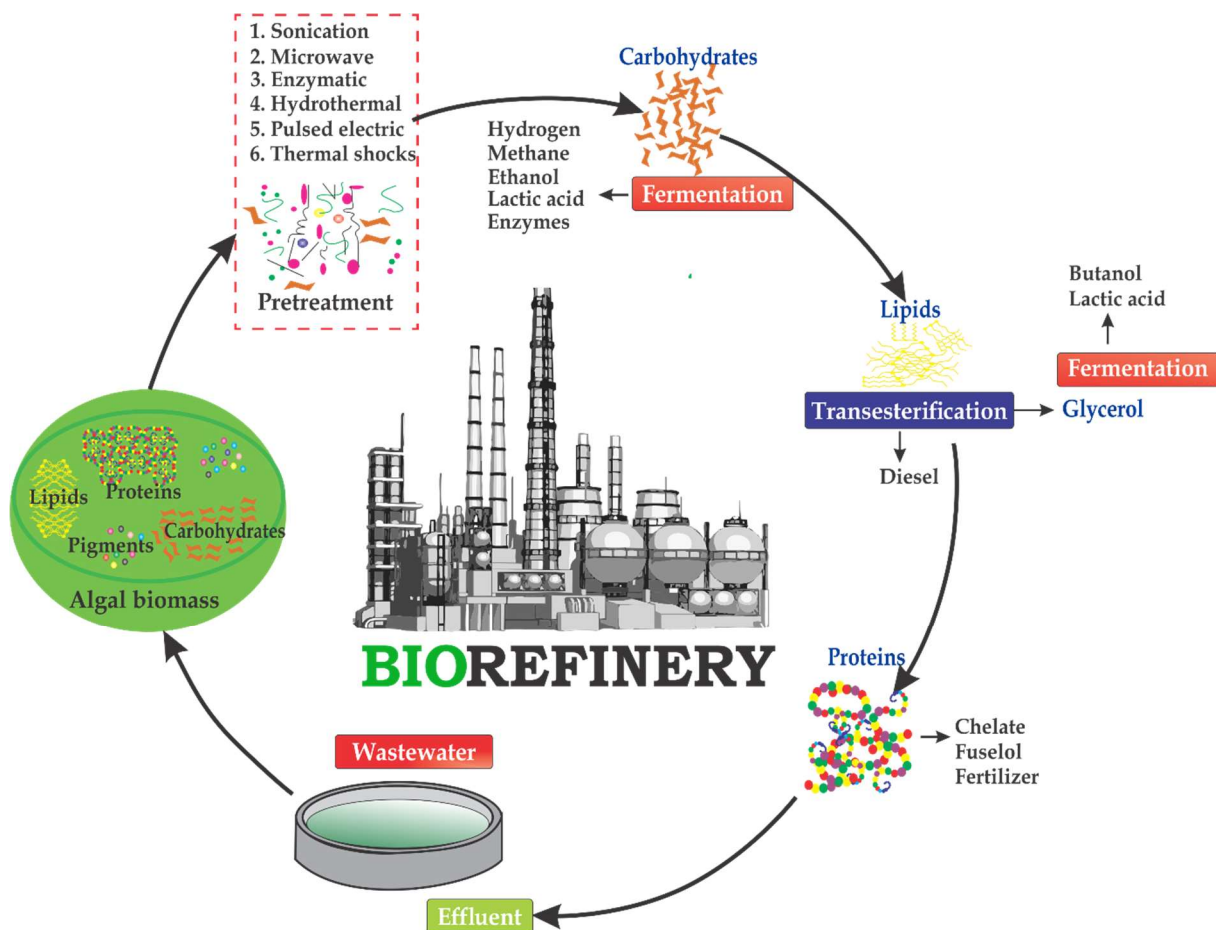 1. Sonication
2. Microwave
3. Enzymatic
4. Hydrothermal
5. Pulsed electric
6. Thermal shocks
Pretreatment
Carbohydrates
Hydrogen
Methane
Ethanol
Lactic acid
Enzymes
Fermentation
Lipids
Butanol
Lactic acid
Fermentation
Transesterification
Glycerol
Diesel
Lipids
Proteins
Pigments
Carbohydrates
Algal biomass
BIOREFINERY
Proteins
Chelate
Fuselol
Fertilizer
Wastewater
Effluent